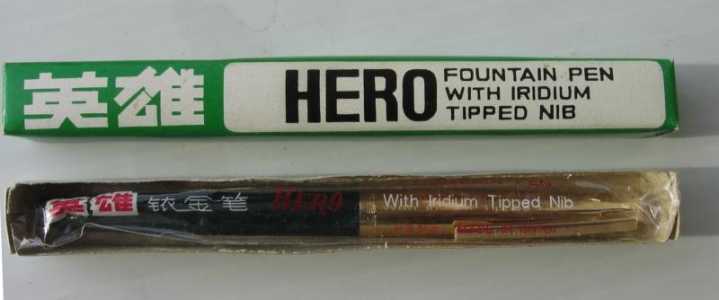 英雄
HERO
FOUNTAIN PEN
WITH IRIDIUM
TIPPED NIB
英雄 铱金笔 HERO With Iridium Tipped Nib